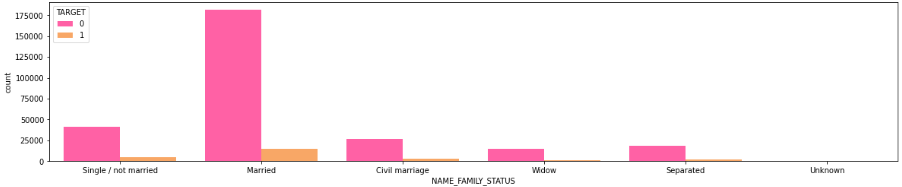 TARGET
0
1
175000
150000
125000
100000
75000
50000
25000
0
count
Single / not married Married Civil marriage Widow Separated Unknown
NAME_FAMILY_STATUS